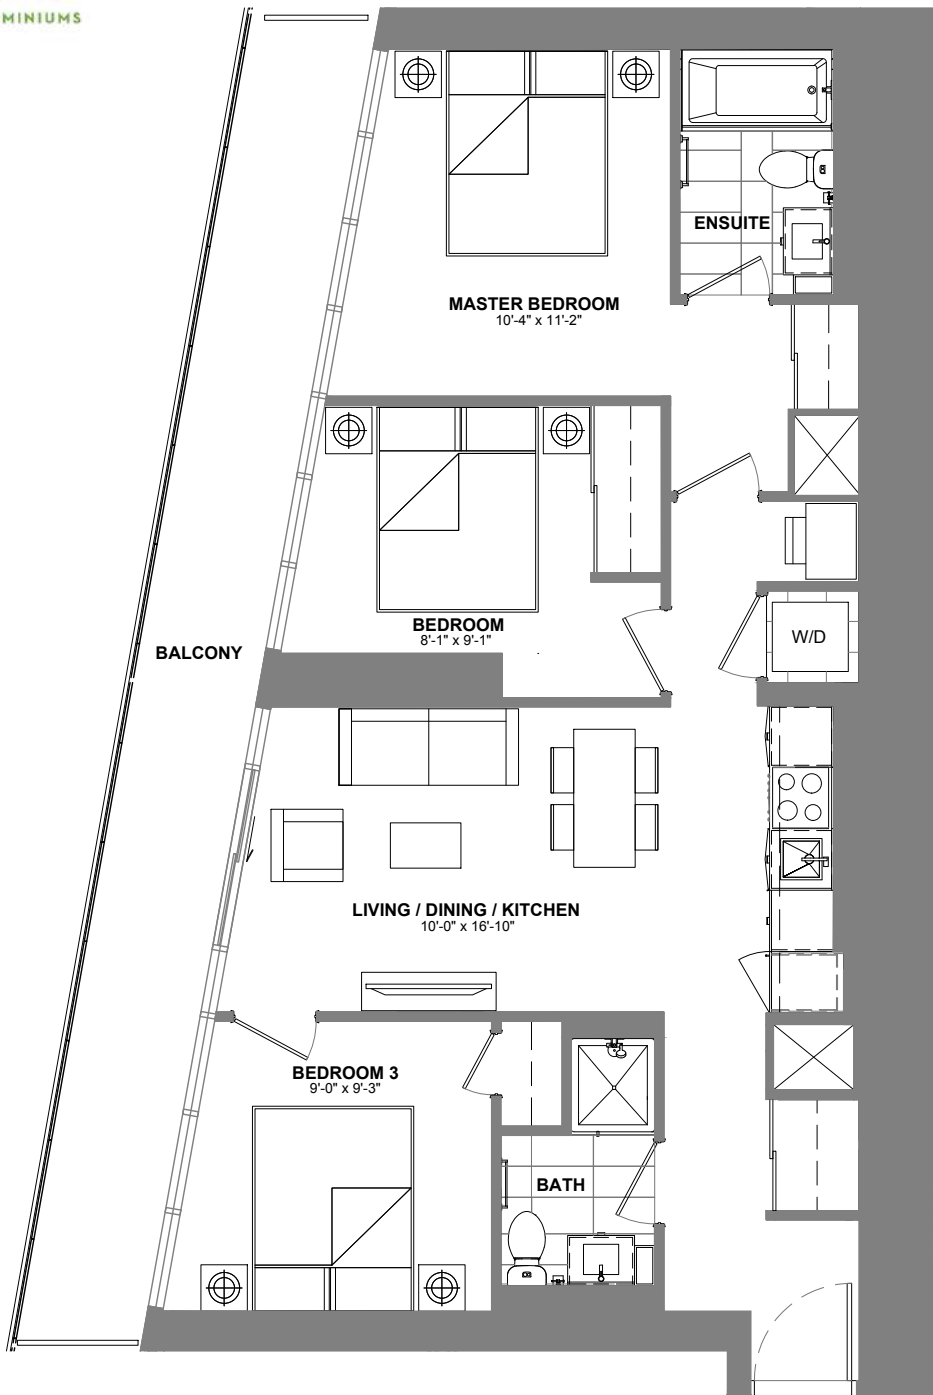 MINIUMS
ENSUITE
MASTER BEDROOM
10'-4" x 11'-2"
BEDROOM
8'-1" x 9'-1"
W/D
BALCONY
LIVING / DINING / KITCHEN
10'-0" x 16'-10"
BEDROOM 3
9'-0" x 9'-3"
BATH